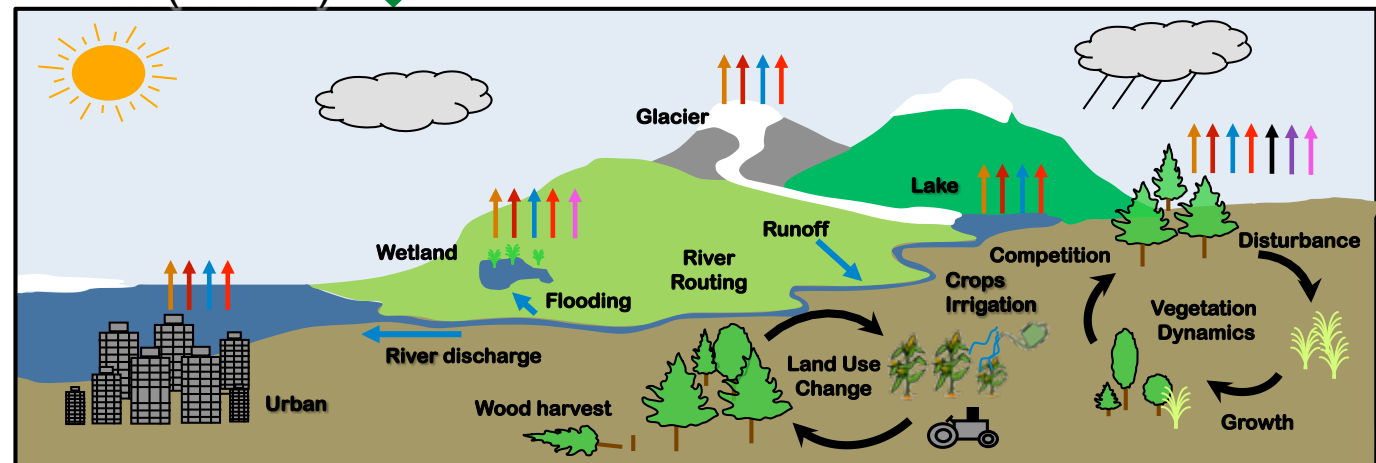 Glacier
Lake
Runoff
Wetland
River
Routing
Competition
Disturbance
Crops
Irrigation
Flooding
Vegetation
Dynamics
River discharge
Land Use
Change
Urban
Wood harvest
Growth